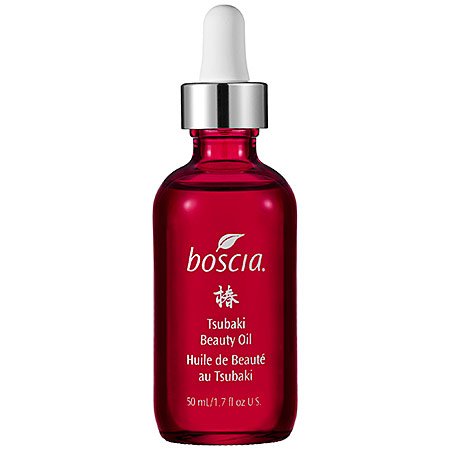 boscia.
椿
Tsubaki
Beauty Oil
Huile de Beauté
au Tsubaki
50 mL/1.7 fl oz U.S.